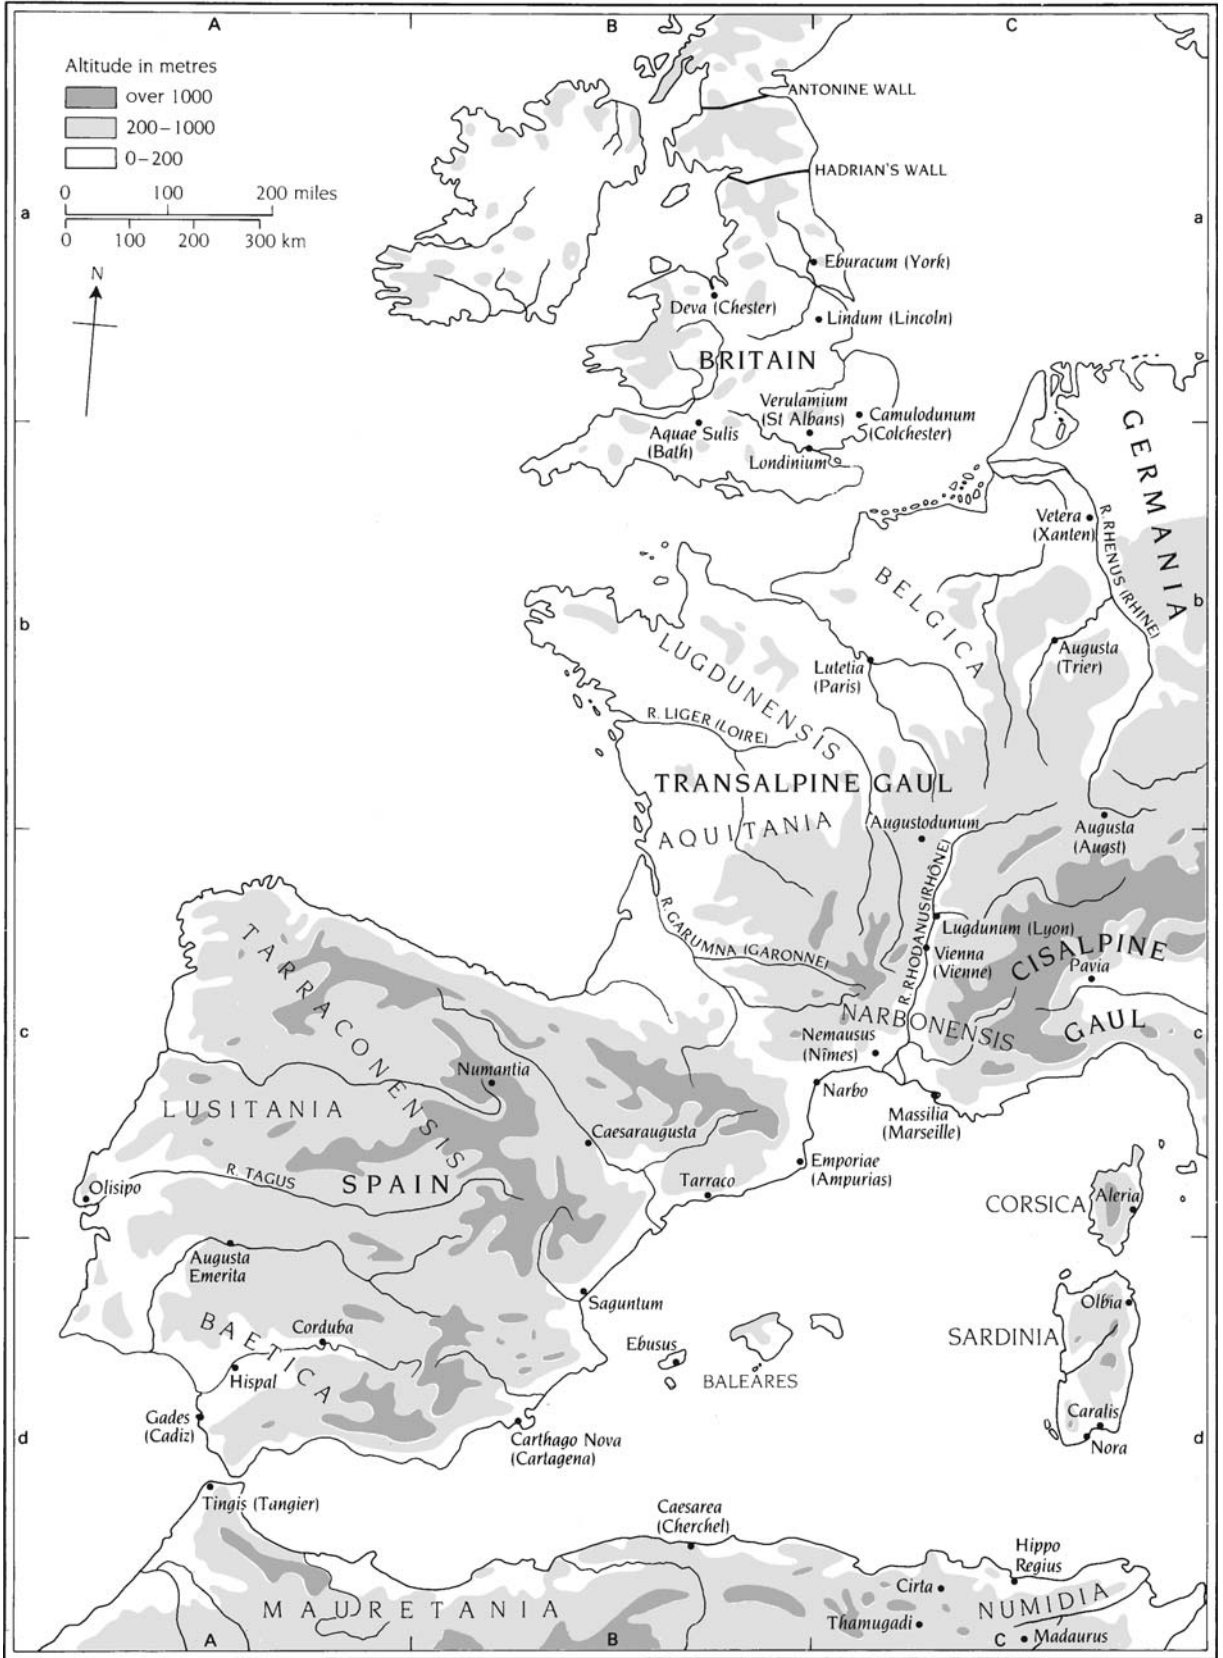 A
B
C
Altitude in metres
over 1000
200–1000
0–200
0 100 200 miles
0 100 200 300 km
N
a
a
ANTONINE WALL
HADRIAN'S WALL
Eburacum (York)
Deva (Chester)
Lindum (Lincoln)
BRITAIN
Verulamium
(St Albans)
Camulodunum
(Colchester)
Aquae Sulis
(Bath)
Londinium
GERMANIA
Vetera
(Xanten)
R. RHENUS (RHINE)
BELGICA
b
b
LUGDUNENSIS
Lutetia
(Paris)
Augusta
(Trier)
R. LIGER (LOIRE)
TRANSALPINE GAUL
AQUITANIA
Augustodunum
Augusta
(Augst)
R. RHODANUS (RHÔNE)
R. GARUMNA (GARONNE)
Lugdunum (Lyon)
Vienna
(Vienne)
CISALPINE
Pavia
GAUL
TARRACONENSIS
NARBONENSIS
c
c
Nemausus
(Nîmes)
Numantia
Narbo
LUSITANIA
Massilia
(Marseille)
Caesaraugusta
Emporiae
(Ampurias)
R. TAGUS
SPAIN
Tarraco
Olisipo
CORSICA
Aleria
Augusta
Emerita
Saguntum
Olbia
BAETICA
Corduba
Ebusus
SARDINIA
Hispal
BALEARES
Gades
(Cadiz)
Carthago Nova
(Cartagena)
Caralis
Nora
d
d
Tingis (Tangier)
Caesarea
(Cherchel)
Hippo
Regius
Cirta
MAURETANIA
NUMIDIA
Thamugadi
Madaurus
A
B
C